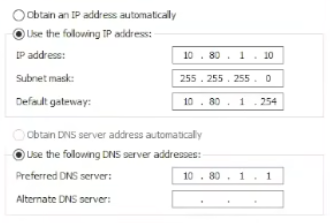 Obtain an IP address automatically
Use the following IP address:
IP address: 10 . 80 . 1 . 10
Subnet mask: 255 . 255 . 255 . 0
Default gateway: 10 . 80 . 1 . 254
Obtain DNS server address automatically
Use the following DNS server addresses:
Preferred DNS server: 10 . 80 . 1 . 1
Alternate DNS server: . . .